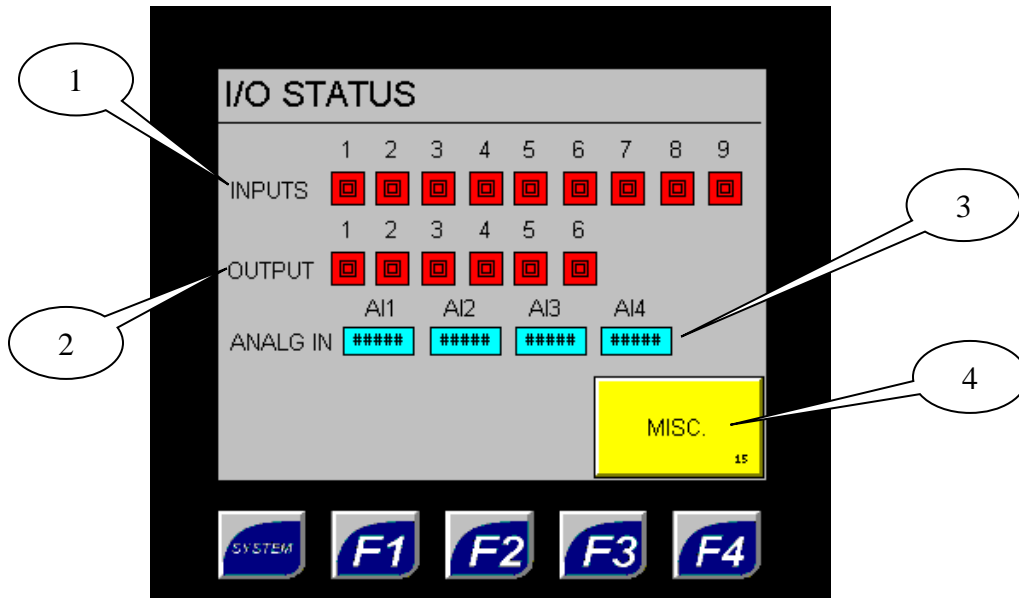 1
I/O STATUS
1 2 3 4 5 6 7 8 9
INPUTS
3
1 2 3 4 5 6
OUTPUT
AI1 AI2 AI3 AI4
2
ANALG IN ##### ##### ##### #####
4
MISC.
15
SYSTEM F1 F2 F3 F4